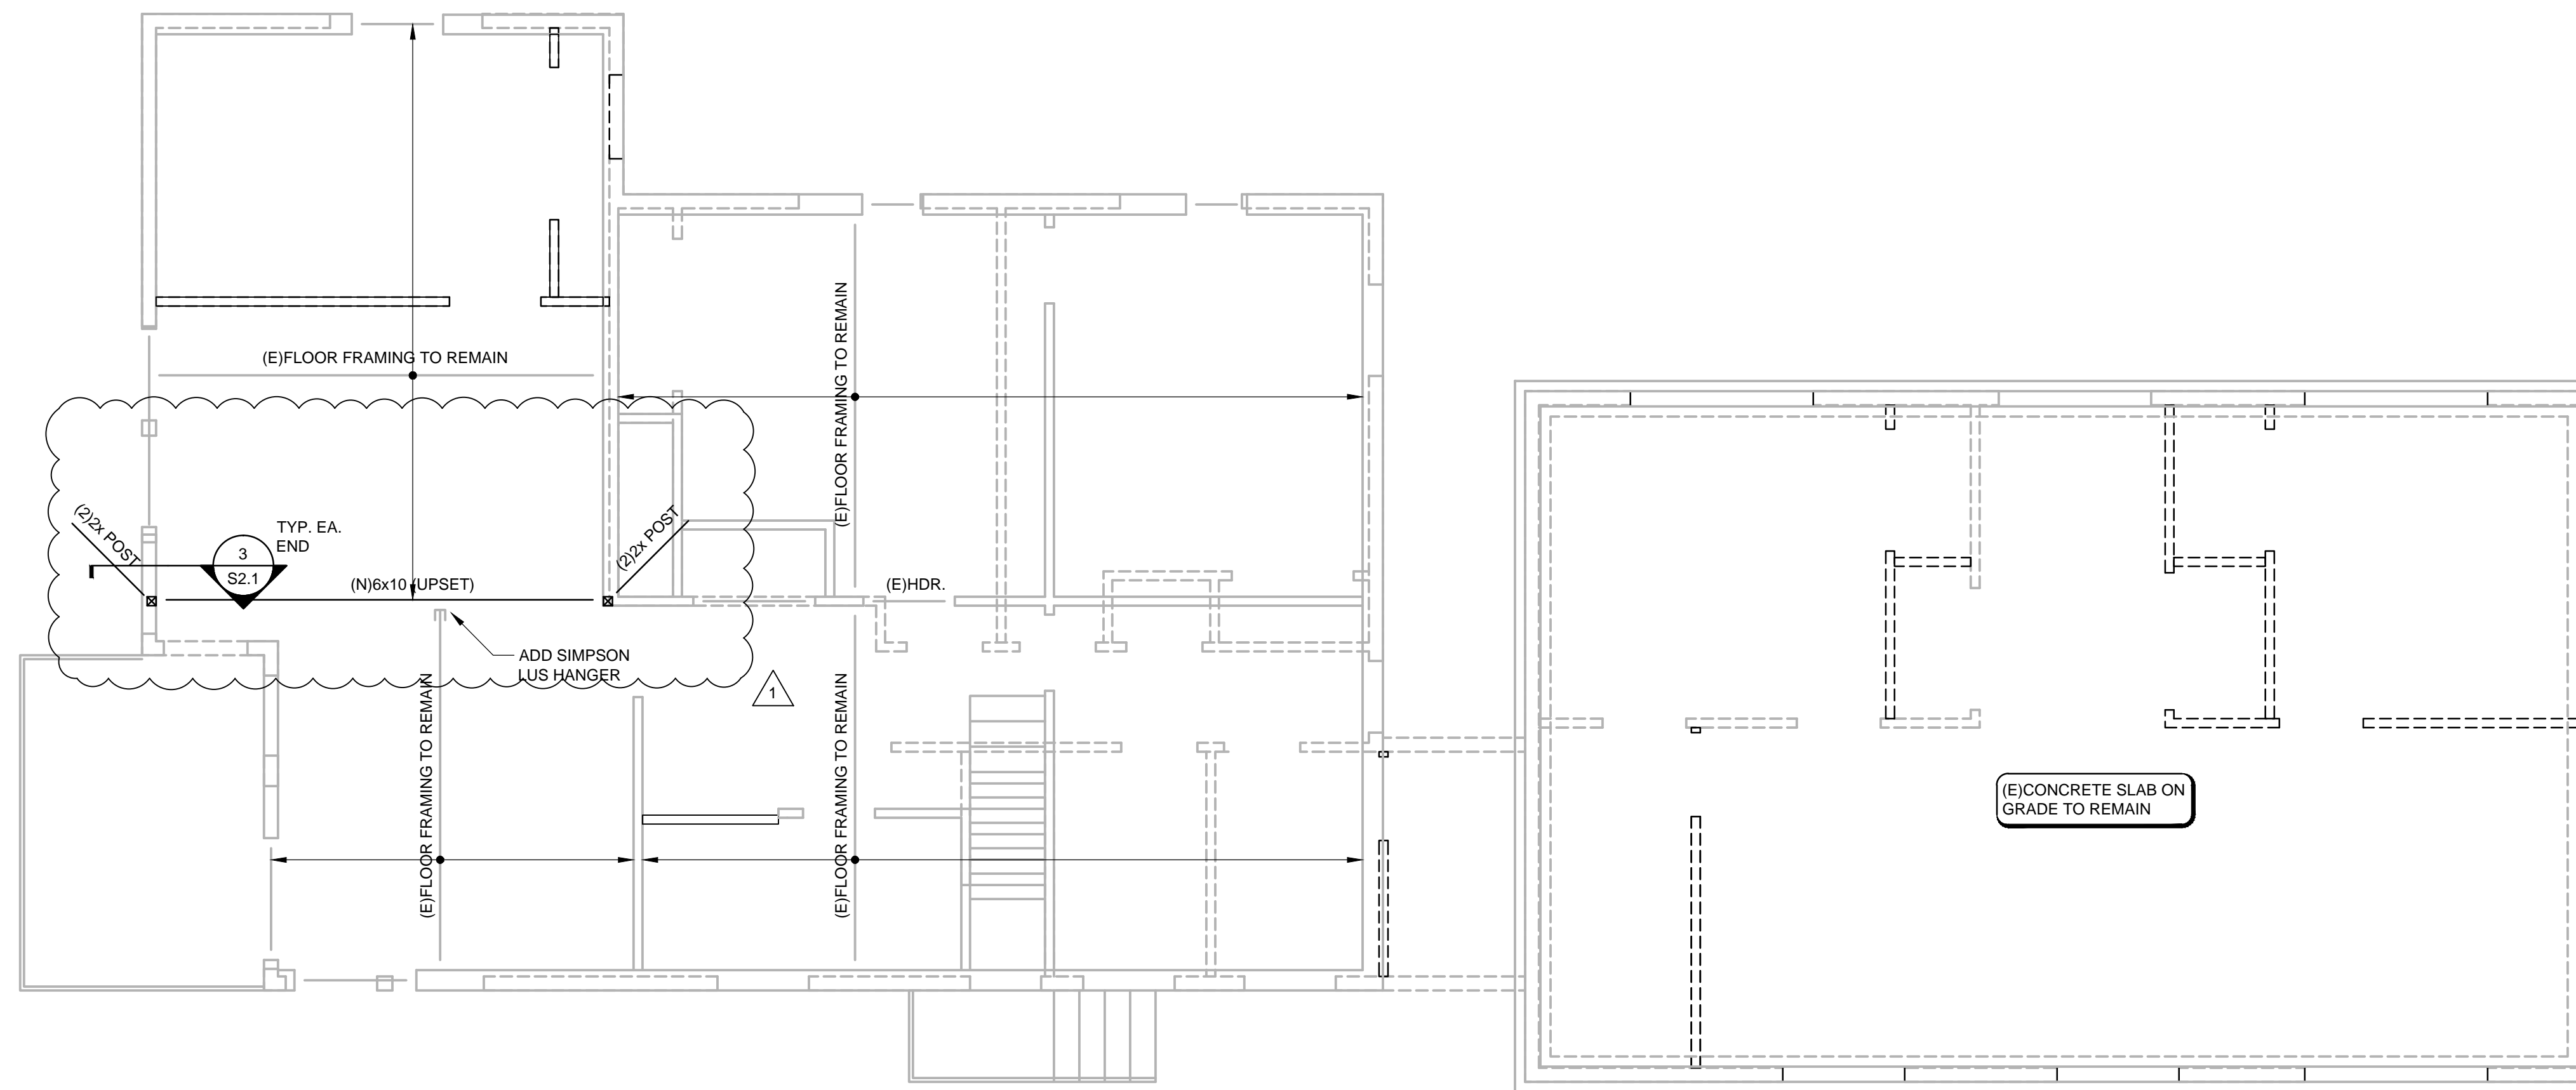 (E)FLOOR FRAMING TO REMAIN
(E)FLOOR FRAMING TO REMAIN
(2)2x POST
3
S2.1
TYP. EA.
END
(N)6x10 (UPSET)
(2)2x POST
(E)HDR.
ADD SIMPSON
LUS HANGER
1
(E)FLOOR FRAMING TO REMAIN
(E)FLOOR FRAMING TO REMAIN
(E)CONCRETE SLAB ON
GRADE TO REMAIN